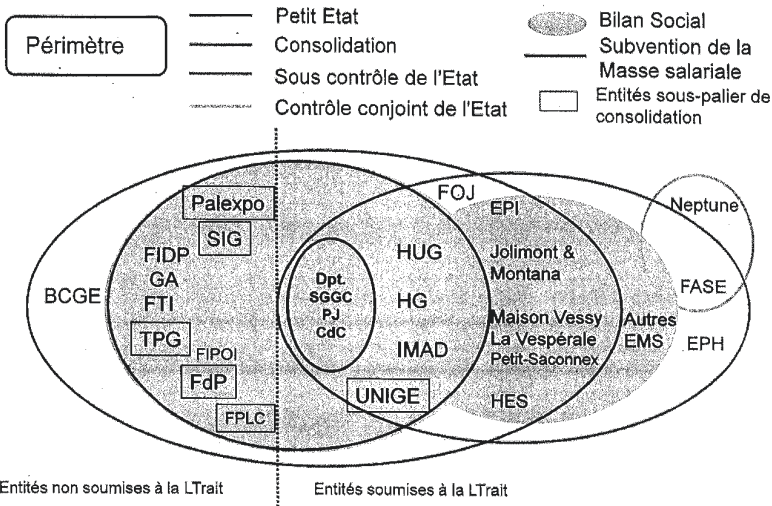 Périmètre
Petit Etat
Consolidation
Sous contrôle de l'Etat
Contrôle conjoint de l'Etat
Bilan Social
Subvention de la
Masse salariale
Entités sous-palier de
consolidation
Palexpo
SIG
FIDP
GA
FTI
BCGE
TPG
FIPOI
FdP
FPLC
Dpt.
SGGC
PJ
CdC
HUG
HG
IMAD
UNIGE
FOJ
EPI
Jolimont &
Montana
Maison Vessy
La Vespérale
Petit-Saconnex
HES
Autres
EMS
Neptune
FASE
EPH
Entités non soumises à la LTrait
Entités soumises à la LTrait